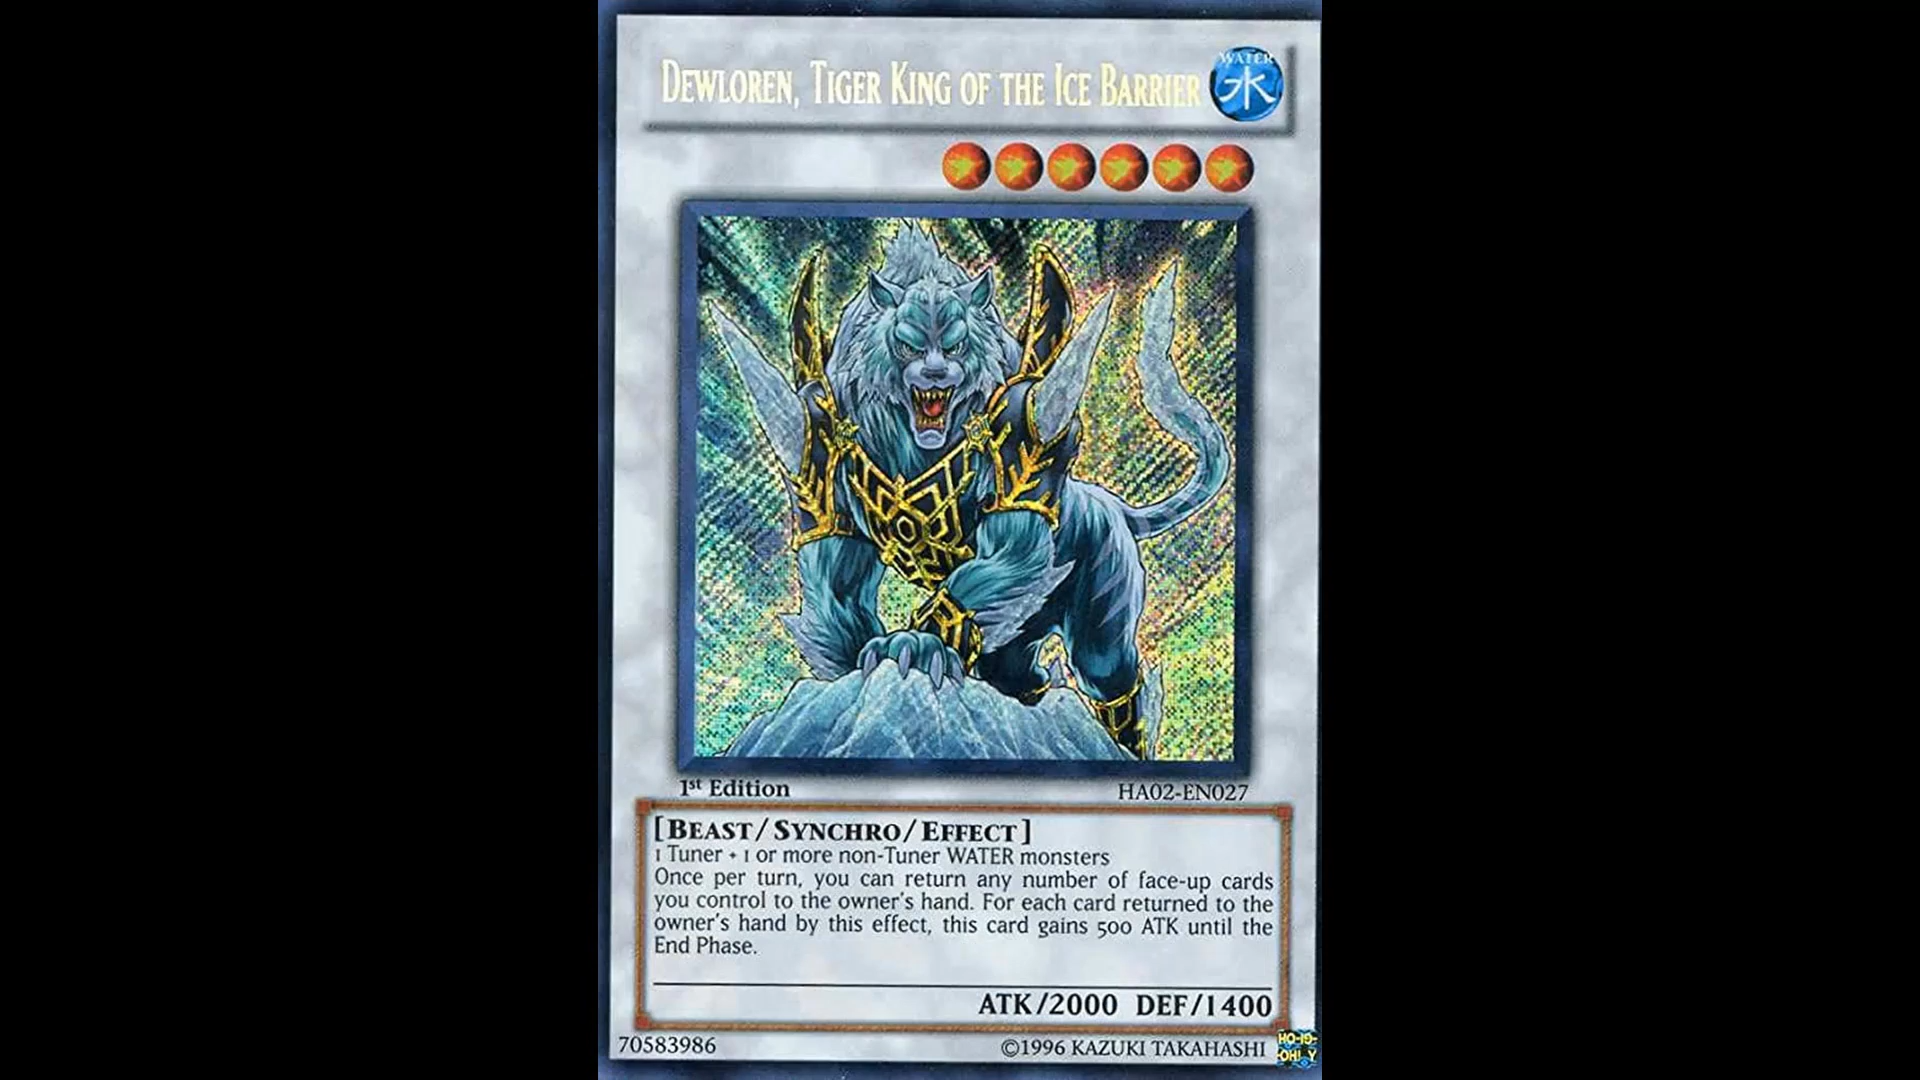 DEWLOREN, TIGER KING OF THE ICE BARRIER
WATER
水
1st Edition
HA02-EN027
[BEAST/SYNCHRO/EFFECT]
1 Tuner + 1 or more non-Tuner WATER monsters
Once per turn, you can return any number of face-up cards
you control to the owner's hand. For each card returned to the
owner's hand by this effect, this card gains 500 ATK until the
End Phase.
ATK/2000 DEF/1400
70583986
©1996 KAZUKI TAKAHASHI